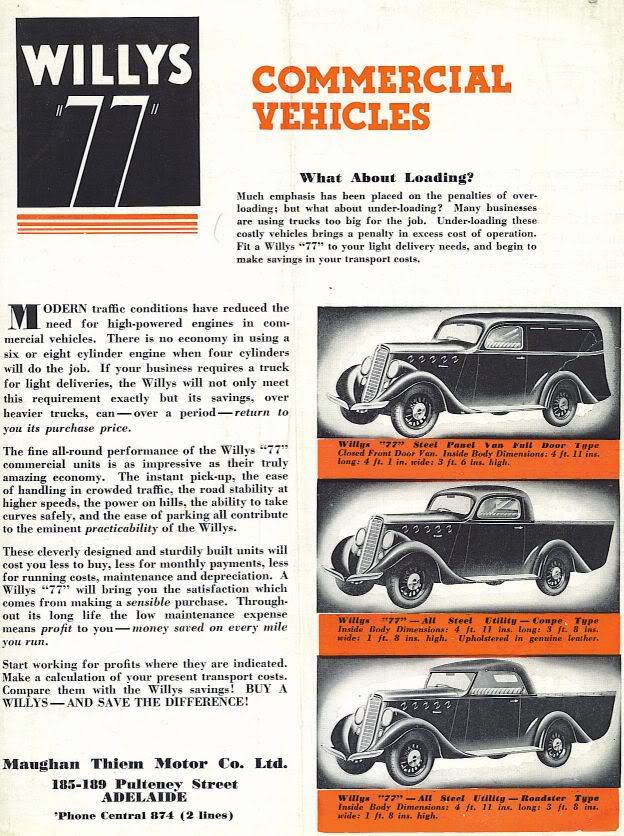 WILLYS
"77"
COMMERCIAL
VEHICLES
What About Loading?
Much emphasis has been placed on the penalties of over-
loading; but what about under-loading? Many businesses
are using trucks too big for the job. Under-loading these
costly vehicles brings a penalty in excess cost of operation.
Fit a Willys "77" to your light delivery needs, and begin to
make savings in your transport costs.
MODERN traffic conditions have reduced the
need for high-powered engines in com-
mercial vehicles. There is no economy in using a
six or eight cylinder engine when four cylinders
will do the job. If your business requires a truck
for light deliveries, the Willys will not only meet
this requirement exactly but its savings, over
heavier trucks, can—over a period—return to
you its purchase price.
The fine all-round performance of the Willys "77"
commercial units is as impressive as their truly
amazing economy. The instant pick-up, the ease
of handling in crowded traffic, the road stability at
higher speeds, the power on hills, the ability to take
curves safely, and the ease of parking all contribute
to the eminent practicability of the Willys.
These cleverly designed and sturdily built units will
cost you less to buy, less for monthly payments, less
for running costs, maintenance and depreciation. A
Willys "77" will bring you the satisfaction which
comes from making a sensible purchase. Through-
out its long life the low maintenance expense
means profit to you—money saved on every mile
you run.
Start working for profits where they are indicated.
Make a calculation of your present transport costs.
Compare them with the Willys savings! BUY A
WILLYS—AND SAVE THE DIFFERENCE!
Maughan Thiem Motor Co. Ltd.
185-189 Pulteney Street
ADELAIDE
'Phone Central 874 (2 lines)
Willys "77" Steel Panel Van Full Door Type
Closed Front Door Van. Inside Body Dimensions: 4 ft. 11 ins.
long: 4 ft. 1 in. wide: 3 ft. 6 ins. high.
Willys "77"—All Steel Utility—Coupe Type
Inside Body Dimensions: 4 ft. 11 ins. long: 3 ft. 8 ins.
wide: 1 ft. 8 ins. high. Upholstered in genuine leather.
Willys "77"—All Steel Utility—Roadster Type
Inside Body Dimensions: 4 ft. 11 ins. long: 3 ft. 8 ins.
wide: 1 ft. 8 ins. high.